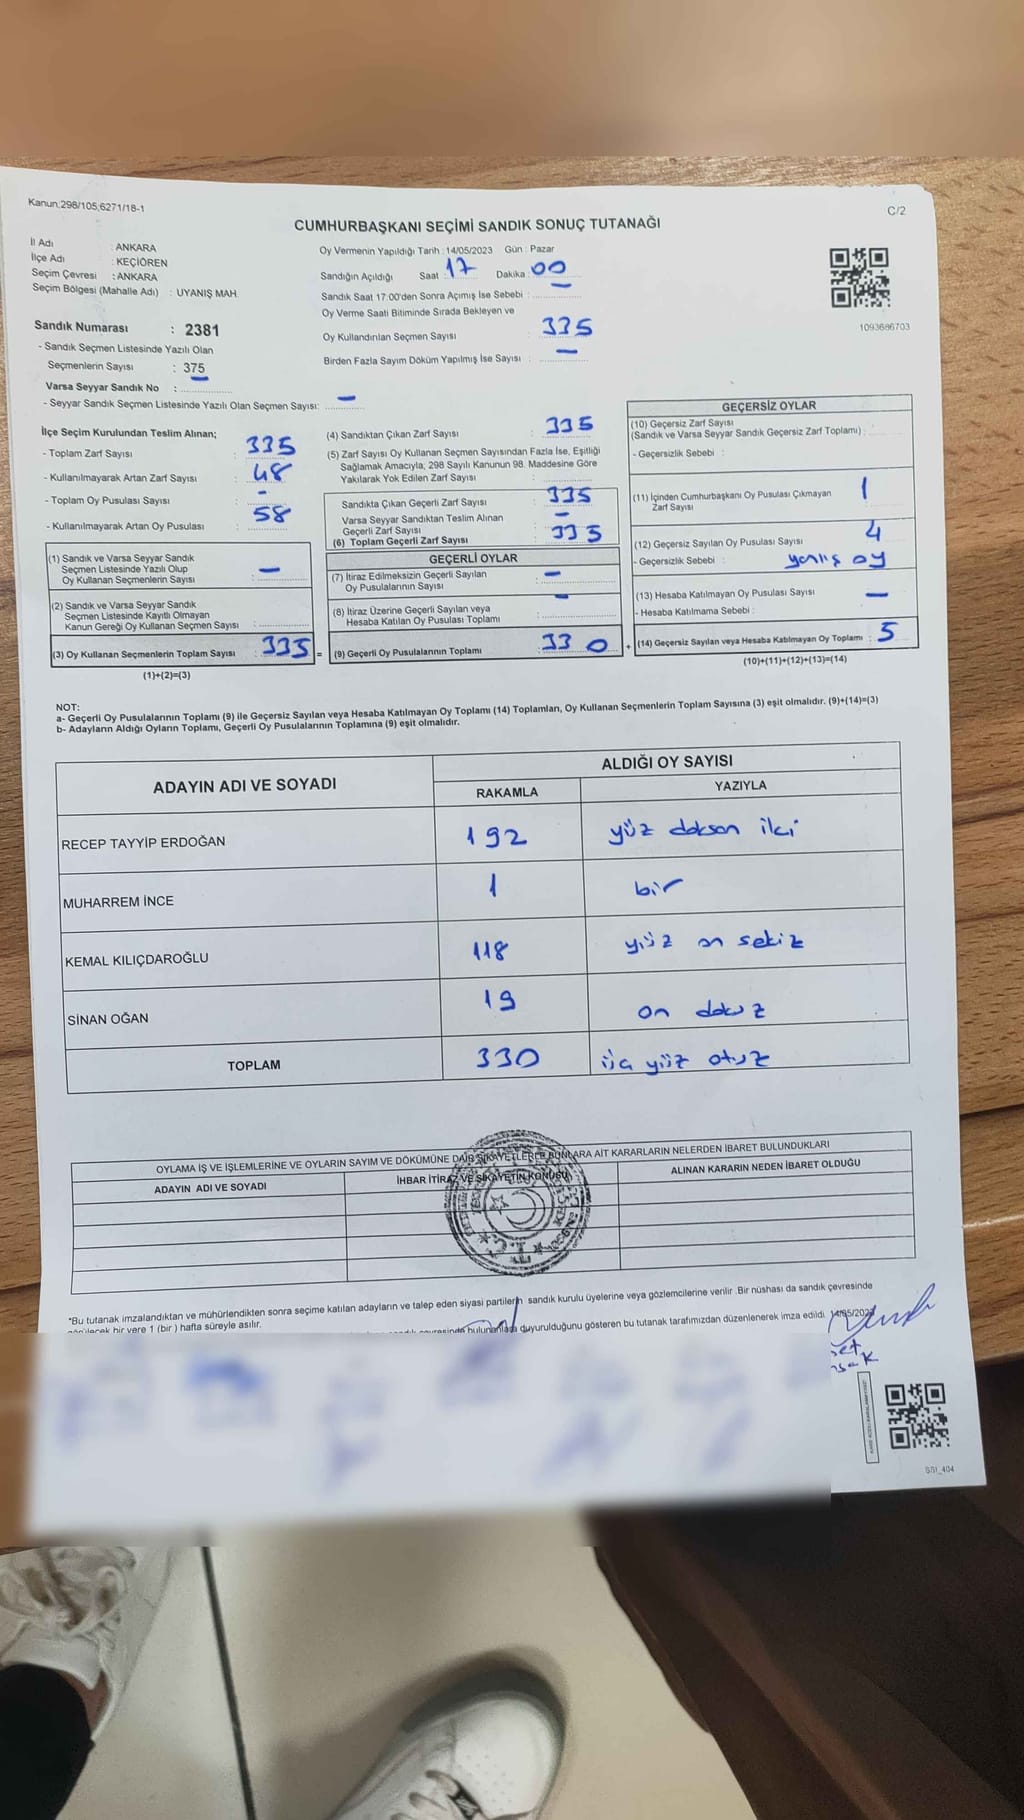 Kanun:298/105;6271/18-1
C/2
CUMHURBAŞKANI SEÇİMİ SANDIK SONUÇ TUTANAĞI
İl Adı : ANKARA
İlçe Adı : KEÇİÖREN
Seçim Çevresi : ANKARA
Seçim Bölgesi (Mahalle Adı) : UYANIŞ MAH.
Sandık Numarası : 2381
- Sandık Seçmen Listesinde Yazılı Olan
Seçmenlerin Sayısı : 375
Varsa Seyyar Sandık No :
- Seyyar Sandık Seçmen Listesinde Yazılı Olan Seçmen Sayısı: —
Oy Vermenin Yapıldığı Tarih : 14/05/2023 Gün : Pazar
Sandığın Açıldığı Saat : 17 Dakika : 00
Sandık Saat 17:00'den Sonra Açımış İse Sebebi : —
Oy Verme Saati Bitiminde Sırada Bekleyen ve
Oy Kullandırılan Seçmen Sayısı 335
Birden Fazla Sayım Döküm Yapılmış İse Sayısı : —
1093686703
İlçe Seçim Kurulundan Teslim Alınan;
- Toplam Zarf Sayısı : 335
- Kullanılmayarak Artan Zarf Sayısı : 48
- Toplam Oy Pusulası Sayısı : -
- Kullanılmayarak Artan Oy Pusulası : 58
(1) Sandık ve Varsa Seyyar Sandık
Seçmen Listesinde Yazılı Olup
Oy Kullanan Seçmenlerin Sayısı : —
(2) Sandık ve Varsa Seyyar Sandık
Seçmen Listesinde Kayıtlı Olmayan
Kanun Gereği Oy Kullanan Seçmen Sayısı :
(3) Oy Kullanan Seçmenlerin Toplam Sayısı : 335 =
(1)+(2)=(3)
(4) Sandıktan Çıkan Zarf Sayısı : 335
(5) Zarf Sayısı Oy Kullanan Seçmen Sayısından Fazla İse, Eşitliği
Sağlamak Amacıyla, 298 Sayılı Kanunun 98. Maddesine Göre
Yakılarak Yok Edilen Zarf Sayısı :
Sandıkta Çıkan Geçerli Zarf Sayısı : 335
Varsa Seyyar Sandıktan Teslim Alınan
Geçerli Zarf Sayısı : —
(6) Toplam Geçerli Zarf Sayısı : 335
GEÇERLİ OYLAR
(7) İtiraz Edilmeksizin Geçerli Sayılan
Oy Pusulasının Sayısı : —
(8) İtiraz Üzerine Geçerli Sayılan veya
Hesaba Katılan Oy Pusulası Toplamı : —
(9) Geçerli Oy Pusulalarının Toplamı : 330 +
GEÇERSİZ OYLAR
(10) Geçersiz Zarf Sayısı
(Sandık ve Varsa Seyyar Sandık Geçersiz Zarf Toplamı) :
- Geçersizlik Sebebi :
(11) İçinden Cumhurbaşkanı Oy Pusulası Çıkmayan
Zarf Sayısı 1
(12) Geçersiz Sayılan Oy Pusulası Sayısı 4
- Geçersizlik Sebebi : yanlış oy
(13) Hesaba Katılmayan Oy Pusulası Sayısı —
- Hesaba Katılmama Sebebi :
(14) Geçersiz Sayılan veya Hesaba Katılmayan Oy Toplamı : 5
(10)+(11)+(12)+(13)=(14)
NOT:
a- Geçerli Oy Pusulalarının Toplamı (9) ile Geçersiz Sayılan veya Hesaba Katılmayan Oy Toplamı (14) Toplamları, Oy Kullanan Seçmenlerin Toplam Sayısına (3) eşit olmalıdır. (9)+(14)=(3)
b- Adayların Aldığı Oyların Toplamı, Geçerli Oy Pusulalarının Toplamına (9) eşit olmalıdır.
ADAYIN ADI VE SOYADI ALDIĞI OY SAYISI
RAKAMLA YAZIYLA
RECEP TAYYİP ERDOĞAN 192 yüz doksan iki
MUHARREM İNCE 1 bir
KEMAL KILIÇDAROĞLU 118 yüz on sekiz
SİNAN OĞAN 19 on dokuz
TOPLAM 330 üç yüz otuz
OYLAMA İŞ VE İŞLEMLERİNE VE OYLARIN SAYIM VE DÖKÜMÜNE DAİR ŞİKAYETLERLE BUNLARA AİT KARARLARIN NELERDEN İBARET BULUNDUKLARI
ADAYIN ADI VE SOYADI İHBAR İTİRAZ VE ŞİKAYETİN KONUSU ALINAN KARARIN NEDEN İBARET OLDUĞU
T.C.
*Bu tutanak imzalandıktan ve mühürlendikten sonra seçime katılan adayların ve talep eden siyasi partilerin sandık kurulu üyelerine veya gözlemcilerine verilir .Bir nüshası da sandık çevresinde
görülecek bir yere 1 (bir ) hafta süreyle asılır.
bulunanlara duyurulduğunu gösteren bu tutanak tarafımızdan düzenlenerek imza edildi. 14/05/2023
SSI_404